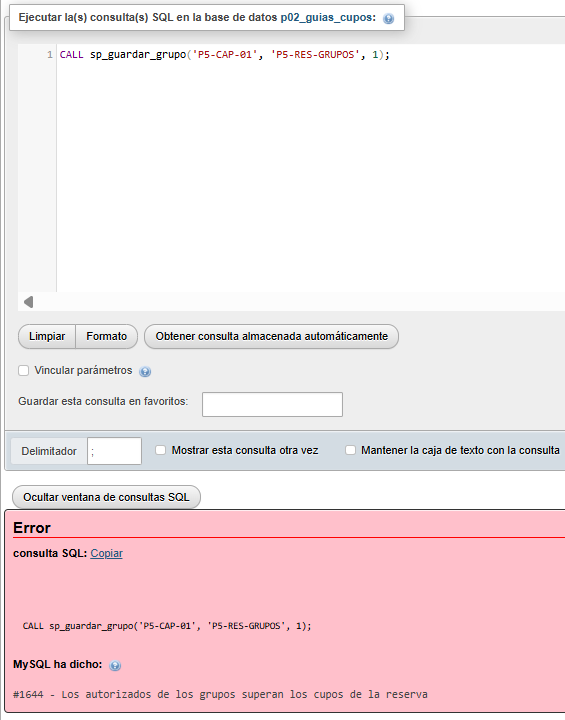 Ejecutar la(s) consulta(s) SQL en la base de datos p02_guias_cupos:
1 CALL sp_guardar_grupo('P5-CAP-01', 'P5-RES-GRUPOS', 1);
Limpiar Formato Obtener consulta almacenada automáticamente
Vincular parámetros
Guardar esta consulta en favoritos:
Delimitador ; Mostrar esta consulta otra vez Mantener la caja de texto con la consulta
Ocultar ventana de consultas SQL
Error
consulta SQL: Copiar
CALL sp_guardar_grupo('P5-CAP-01', 'P5-RES-GRUPOS', 1);
MySQL ha dicho:
#1644 - Los autorizados de los grupos superan los cupos de la reserva